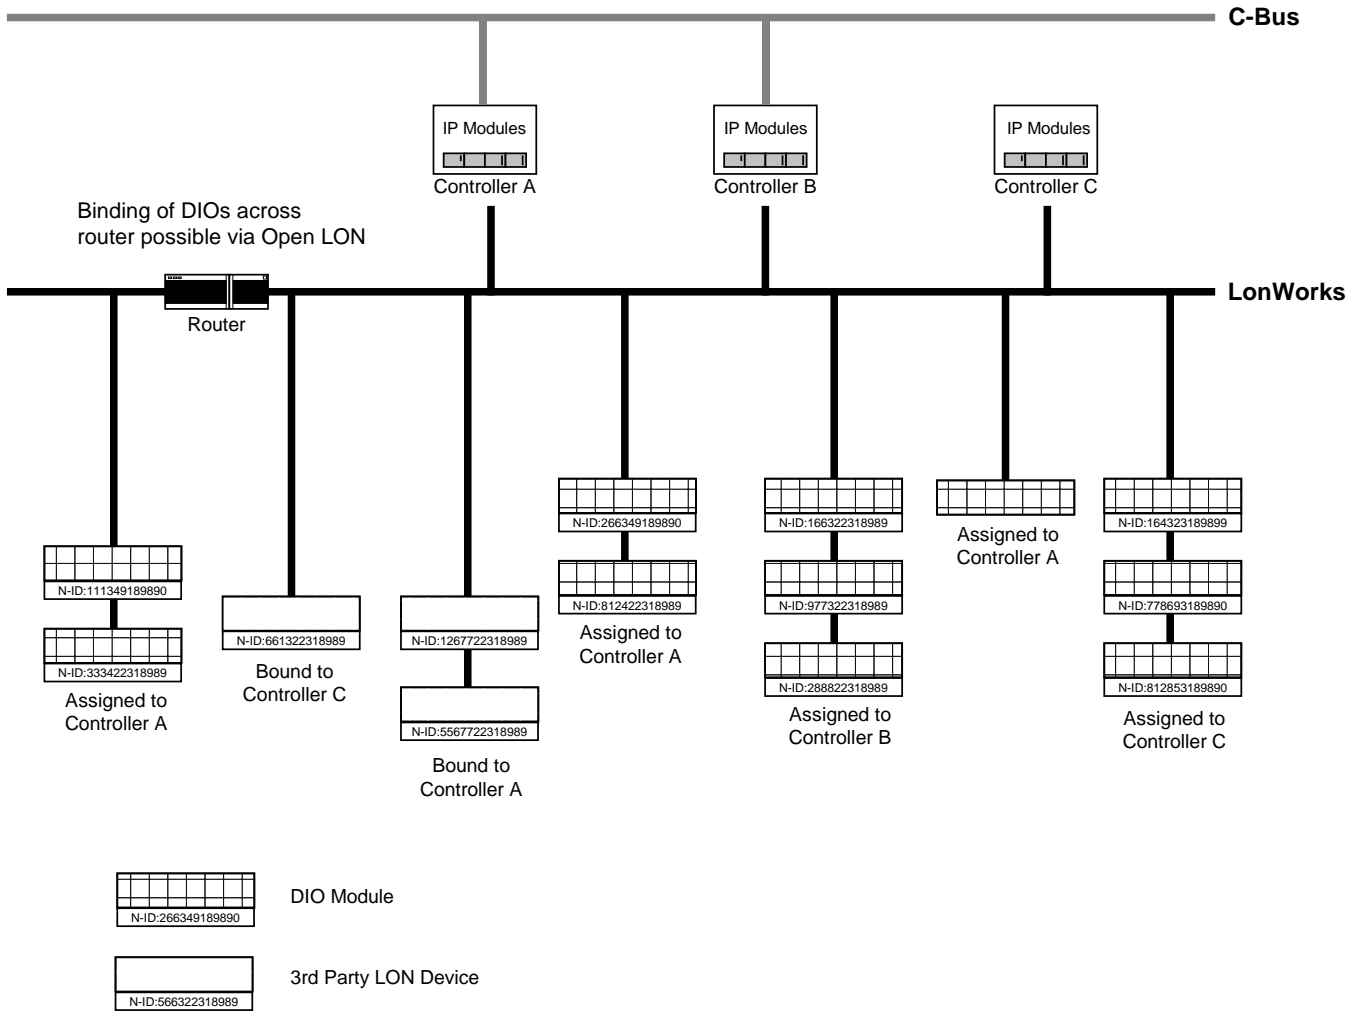 C-Bus
IP Modules
Controller A
IP Modules
Controller B
IP Modules
Controller C
Binding of DIOs across
router possible via Open LON
Router
LonWorks
N-ID:111349189890
N-ID:333422318989
Assigned to
Controller A
N-ID:661322318989
Bound to
Controller C
N-ID:1267722318989
N-ID:5567722318989
Bound to
Controller A
N-ID:266349189890
N-ID:812422318989
Assigned to
Controller A
N-ID:166322318989
N-ID:977322318989
N-ID:288822318989
Assigned to
Controller B
Assigned to
Controller A
N-ID:164323189899
N-ID:778693189890
N-ID:812853189890
Assigned to
Controller C
N-ID:266349189890
DIO Module
N-ID:566322318989
3rd Party LON Device